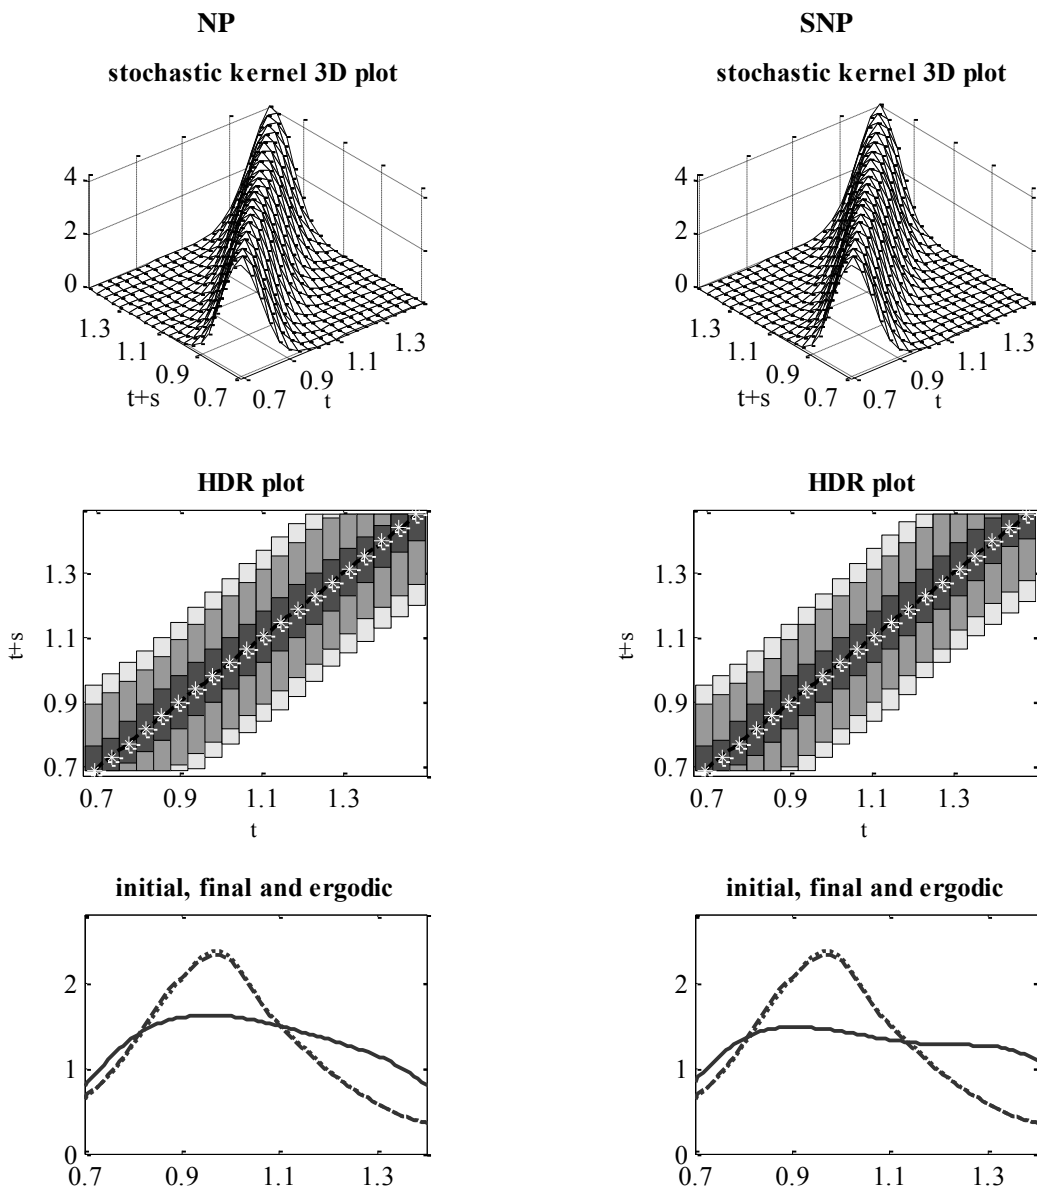 NP SNP
stochastic kernel 3D plot stochastic kernel 3D plot
4 4
2 2
0 0
1.3 1.3 1.3 1.3
1.1 1.1 1.1 1.1
0.9 0.9 0.9 0.9
t+s 0.7 0.7 t t+s 0.7 0.7 t
HDR plot HDR plot
1.3 1.3
1.1 1.1
t+s t+s
0.9 0.9
0.7 0.7
0.7 0.9 1.1 1.3 0.7 0.9 1.1 1.3
t t
initial, final and ergodic initial, final and ergodic
2 2
1 1
0 0
0.7 0.9 1.1 1.3 0.7 0.9 1.1 1.3